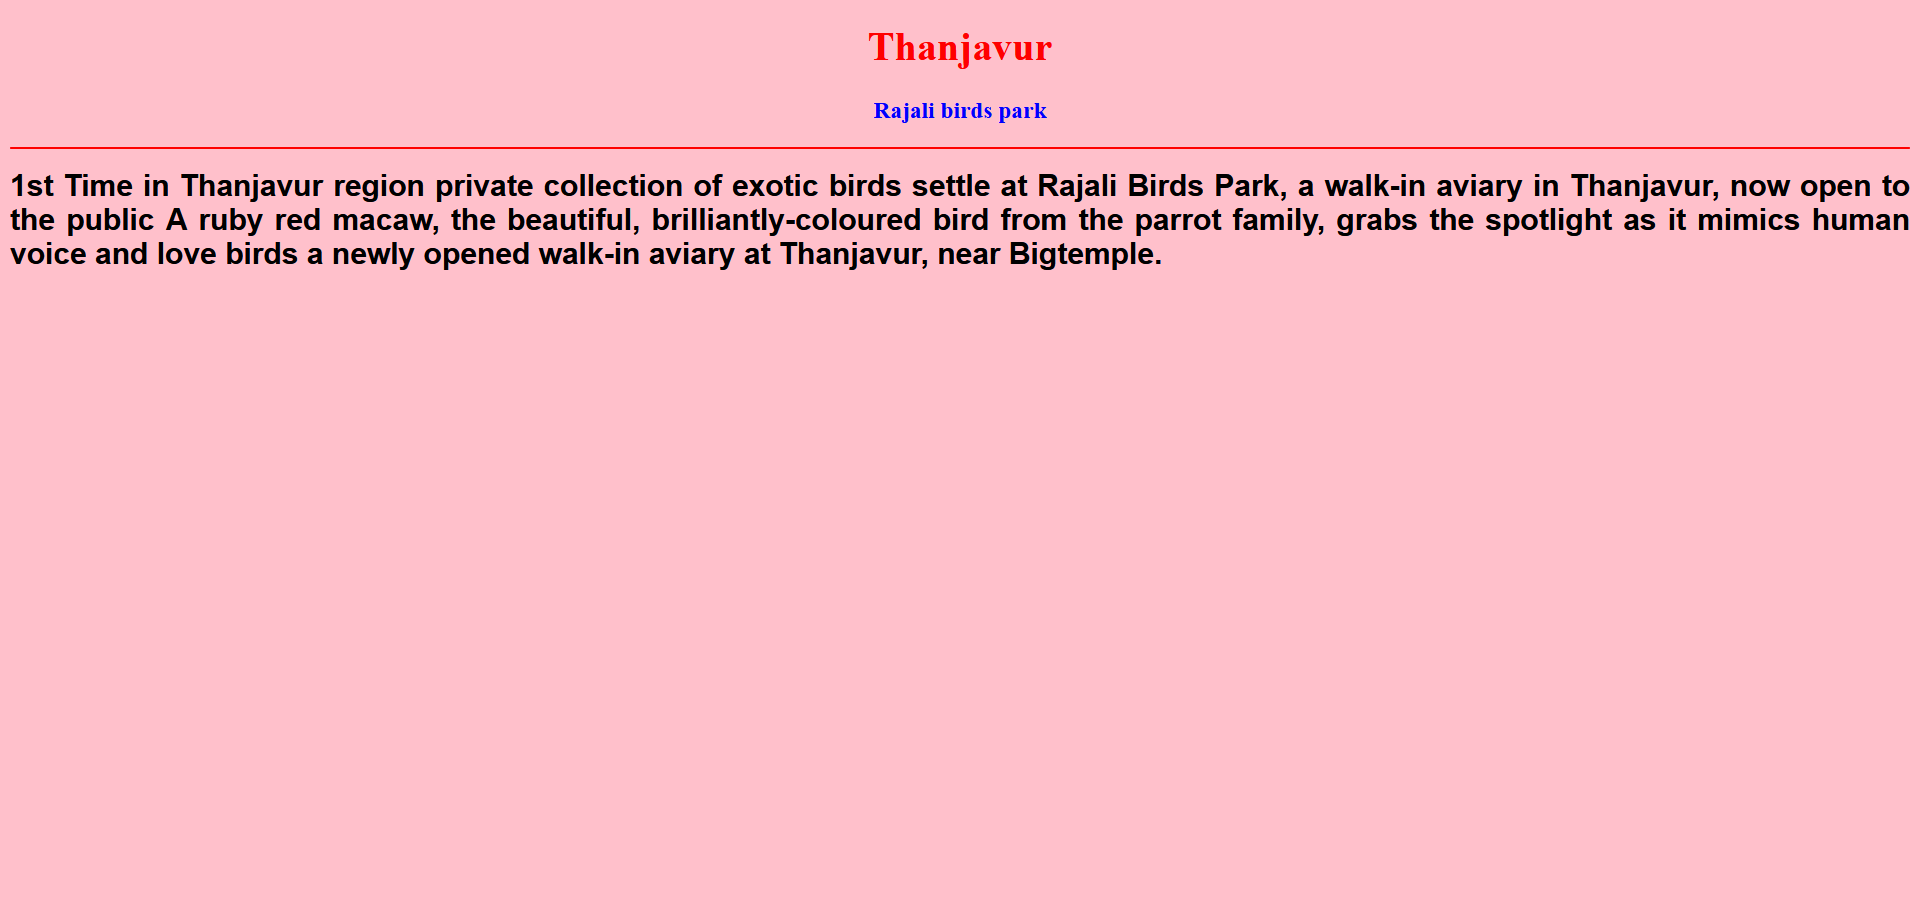 Thanjavur
Rajali birds park
1st Time in Thanjavur region private collection of exotic birds settle at Rajali Birds Park, a walk-in aviary in Thanjavur, now open to
the public A ruby red macaw, the beautiful, brilliantly-coloured bird from the parrot family, grabs the spotlight as it mimics human
voice and love birds a newly opened walk-in aviary at Thanjavur, near Bigtemple.